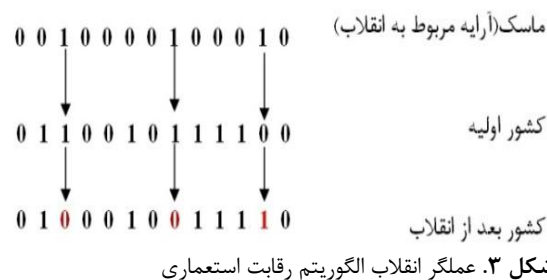 ماسک(آرایه مربوط به انقلاب) 0 0 1 0 0 0 0 1 0 0 0 1 0
کشور اولیه 0 1 1 0 0 1 0 1 1 1 1 0 0
کشور بعد از انقلاب 0 1 0 0 0 1 0 0 1 1 1 1 0
شکل ۳. عملگر انقلاب الگوریتم رقابت استعماری